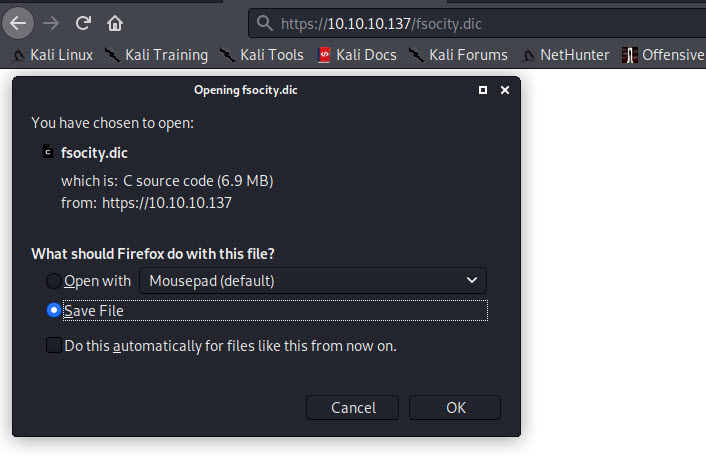 https://10.10.10.137/fsocity.dic
Kali Linux Kali Training Kali Tools Kali Docs Kali Forums NetHunter Offensive
Opening fsocity.dic
You have chosen to open:
fsocity.dic
which is: C source code (6.9 MB)
from: https://10.10.10.137
What should Firefox do with this file?
Open with Mousepad (default)
Save File
Do this automatically for files like this from now on.
Cancel OK